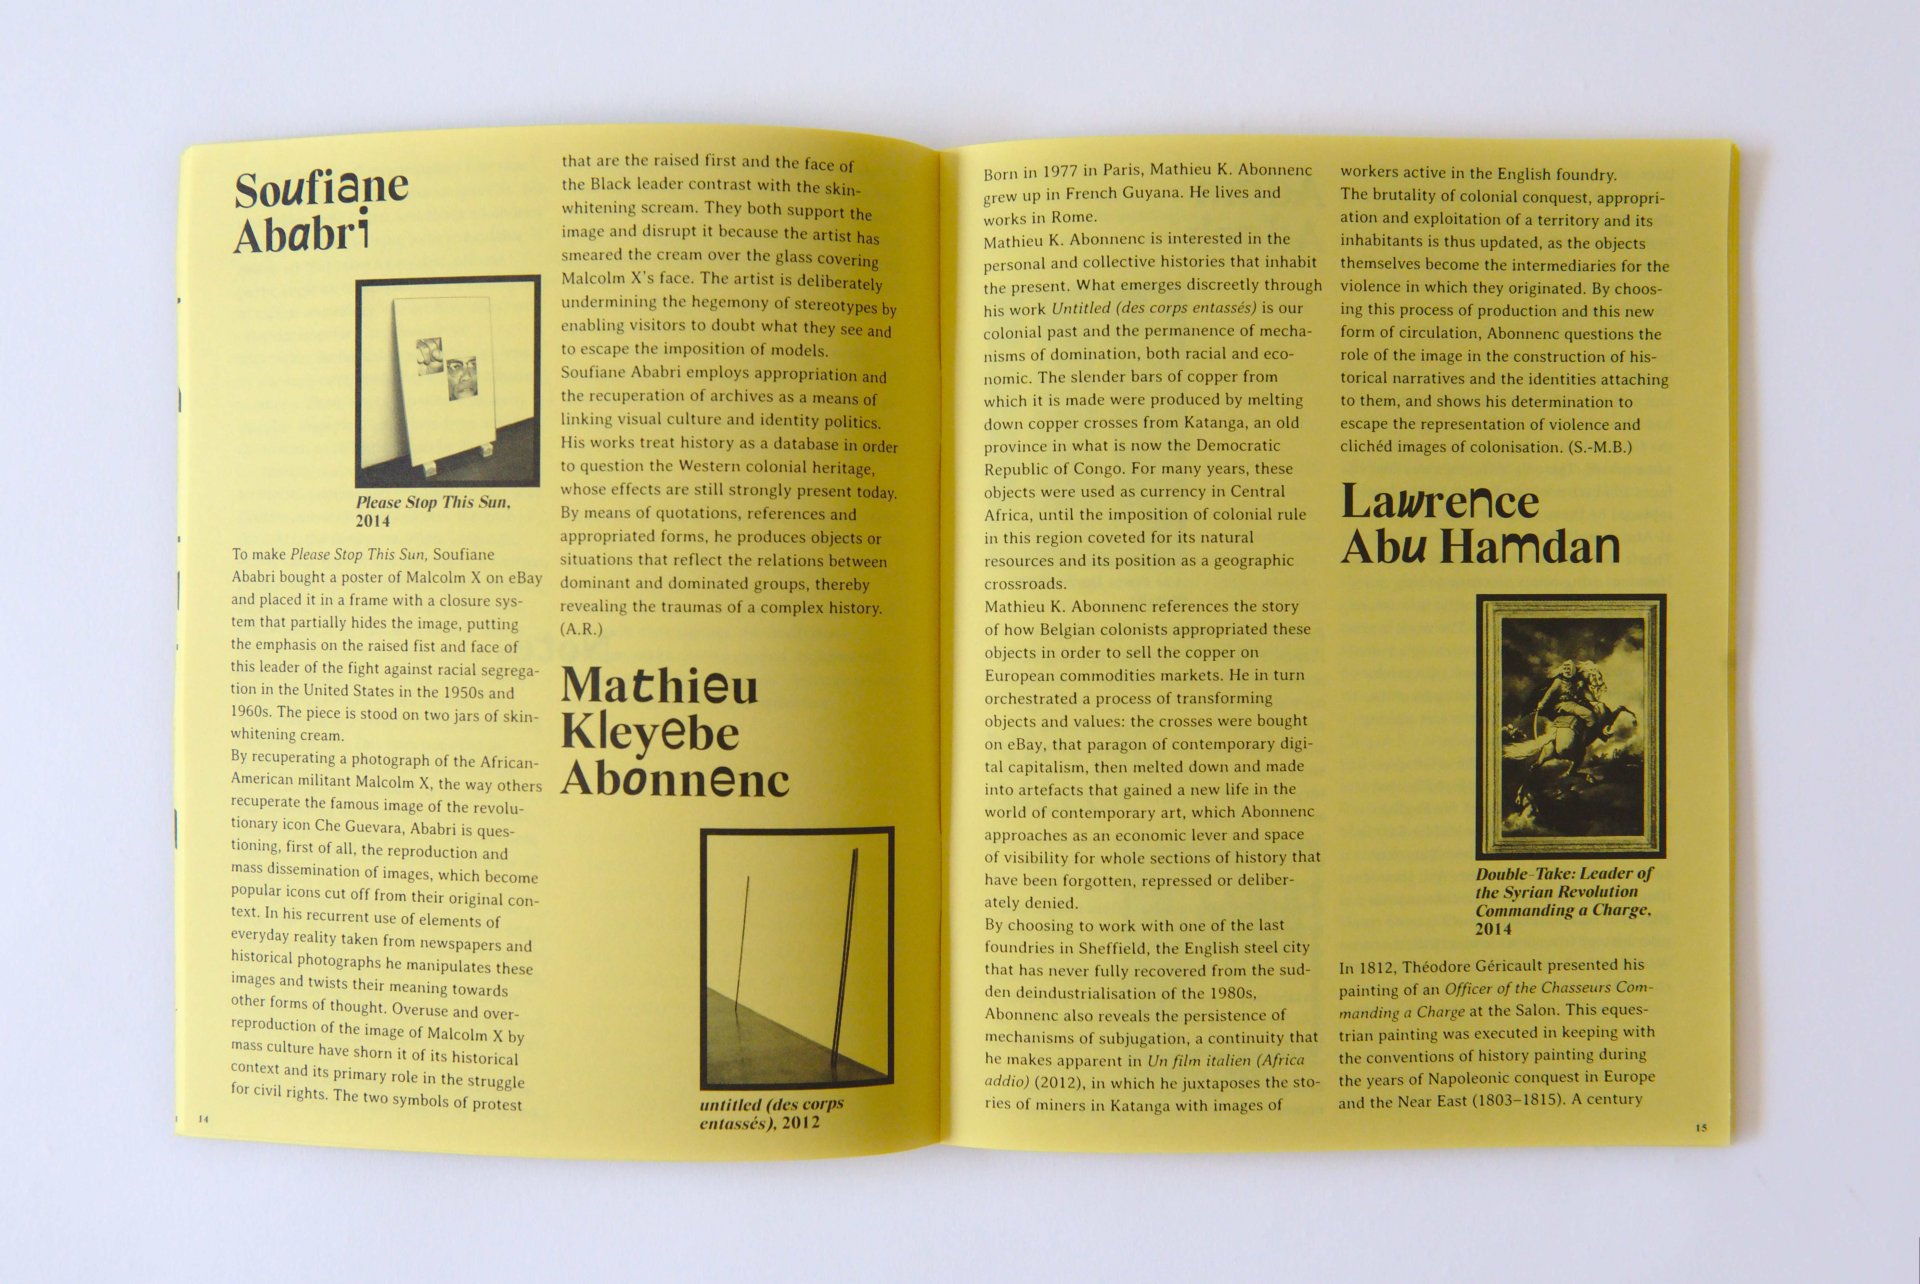 Soufiane
Ababri
Please Stop This Sun,
2014
To make Please Stop This Sun, Soufiane
Ababri bought a poster of Malcolm X on eBay
and placed it in a frame with a closure sys-
tem that partially hides the image, putting
the emphasis on the raised fist and face of
this leader of the fight against racial segrega-
tion in the United States in the 1950s and
1960s. The piece is stood on two jars of skin-
whitening cream.
By recuperating a photograph of the African-
American militant Malcolm X, the way others
recuperate the famous image of the revolu-
tionary icon Che Guevara, Ababri is ques-
tioning, first of all, the reproduction and
mass dissemination of images, which become
popular icons cut off from their original con-
text. In his recurrent use of elements of
everyday reality taken from newspapers and
historical photographs he manipulates these
images and twists their meaning towards
other forms of thought. Overuse and over-
reproduction of the image of Malcolm X by
mass culture have shorn it of its historical
context and its primary role in the struggle
for civil rights. The two symbols of protest
14
that are the raised first and the face of
the Black leader contrast with the skin-
whitening scream. They both support the
image and disrupt it because the artist has
smeared the cream over the glass covering
Malcolm X's face. The artist is deliberately
undermining the hegemony of stereotypes by
enabling visitors to doubt what they see and
to escape the imposition of models.
Soufiane Ababri employs appropriation and
the recuperation of archives as a means of
linking visual culture and identity politics.
His works treat history as a database in order
to question the Western colonial heritage,
whose effects are still strongly present today.
By means of quotations, references and
appropriated forms, he produces objects or
situations that reflect the relations between
dominant and dominated groups, thereby
revealing the traumas of a complex history.
(A.R.)
Mathieu
Kleyebe
Abonnenc
untitled (des corps
entassés), 2012
Born in 1977 in Paris, Mathieu K. Abonnenc
grew up in French Guyana. He lives and
works in Rome.
Mathieu K. Abonnenc is interested in the
personal and collective histories that inhabit
the present. What emerges discreetly through
his work Untitled (des corps entassés) is our
colonial past and the permanence of mecha-
nisms of domination, both racial and eco-
nomic. The slender bars of copper from
which it is made were produced by melting
down copper crosses from Katanga, an old
province in what is now the Democratic
Republic of Congo. For many years, these
objects were used as currency in Central
Africa, until the imposition of colonial rule
in this region coveted for its natural
resources and its position as a geographic
crossroads.
Mathieu K. Abonnenc references the story
of how Belgian colonists appropriated these
objects in order to sell the copper on
European commodities markets. He in turn
orchestrated a process of transforming
objects and values: the crosses were bought
on eBay, that paragon of contemporary digi-
tal capitalism, then melted down and made
into artefacts that gained a new life in the
world of contemporary art, which Abonnenc
approaches as an economic lever and space
of visibility for whole sections of history that
have been forgotten, repressed or deliber-
ately denied.
By choosing to work with one of the last
foundries in Sheffield, the English steel city
that has never fully recovered from the sud-
den deindustrialisation of the 1980s,
Abonnenc also reveals the persistence of
mechanisms of subjugation, a continuity that
he makes apparent in Un film italien (Africa
addio) (2012), in which he juxtaposes the sto-
ries of miners in Katanga with images of
workers active in the English foundry.
The brutality of colonial conquest, appropri-
ation and exploitation of a territory and its
inhabitants is thus updated, as the objects
themselves become the intermediaries for the
violence in which they originated. By choos-
ing this process of production and this new
form of circulation, Abonnenc questions the
role of the image in the construction of his-
torical narratives and the identities attaching
to them, and shows his determination to
escape the representation of violence and
clichéd images of colonisation. (S.-M.B.)
Lawrence
Abu Hamdan
Double-Take: Leader of
the Syrian Revolution
Commanding a Charge,
2014
In 1812, Théodore Géricault presented his
painting of an Officer of the Chasseurs Com-
manding a Charge at the Salon. This eques-
trian painting was executed in keeping with
the conventions of history painting during
the years of Napoleonic conquest in Europe
and the Near East (1803–1815). A century
15